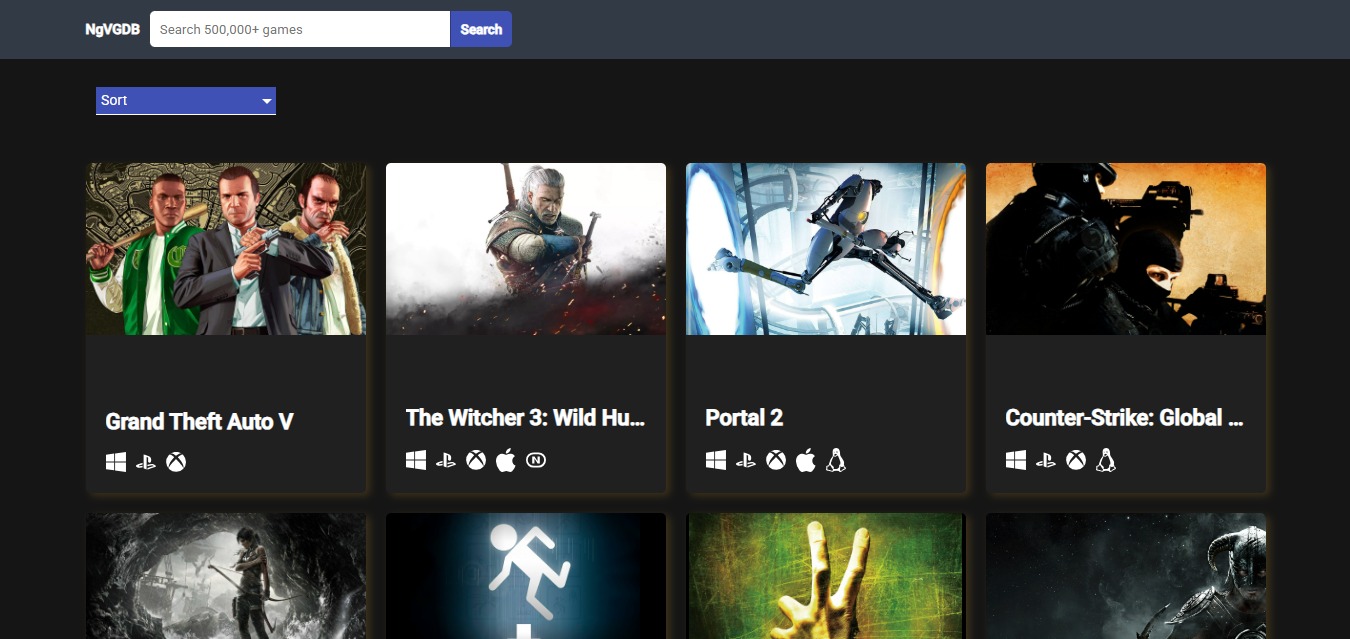 NgVGDB
Search 500,000+ games
Search
Sort
Grand Theft Auto V
The Witcher 3: Wild Hu...
Portal 2
Counter-Strike: Global ...